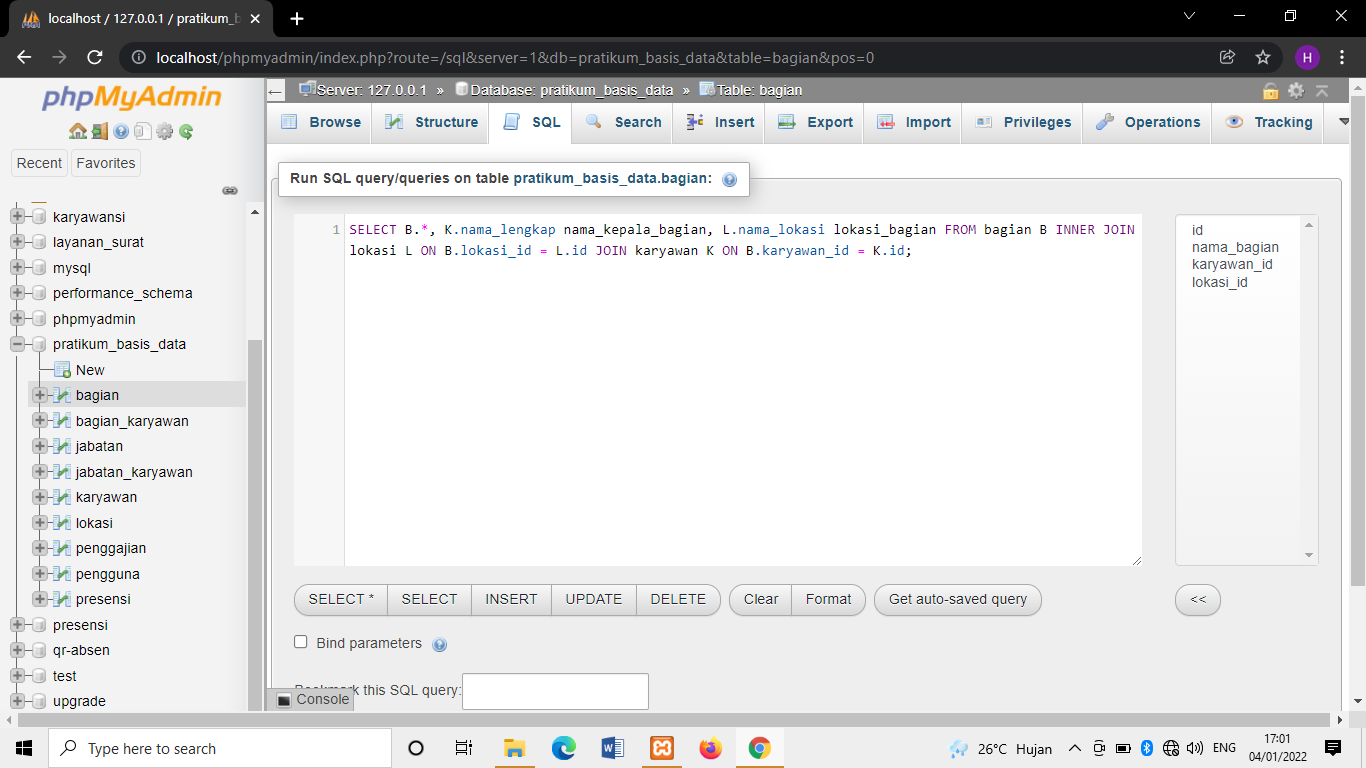 localhost / 127.0.0.1 / pratikum_b
localhost/phpmyadmin/index.php?route=/sql&server=1&db=pratikum_basis_data&table=bagian&pos=0
H
phpMyAdmin
Recent
Favorites
karyawansi
layanan_surat
mysql
performance_schema
phpmyadmin
pratikum_basis_data
New
bagian
bagian_karyawan
jabatan
jabatan_karyawan
karyawan
lokasi
penggajian
pengguna
presensi
presensi
qr-absen
test
upgrade
Server: 127.0.0.1 » Database: pratikum_basis_data » Table: bagian
Browse Structure SQL Search Insert Export Import Privileges Operations Tracking
Run SQL query/queries on table pratikum_basis_data.bagian:
1 SELECT B.*, K.nama_lengkap nama_kepala_bagian, L.nama_lokasi lokasi_bagian FROM bagian B INNER JOIN
lokasi L ON B.lokasi_id = L.id JOIN karyawan K ON B.karyawan_id = K.id;
id
nama_bagian
karyawan_id
lokasi_id
SELECT * SELECT INSERT UPDATE DELETE Clear Format Get auto-saved query <<
Bind parameters
Bookmark this SQL query:
Console
Type here to search
26°C Hujan
ENG
17:01
04/01/2022